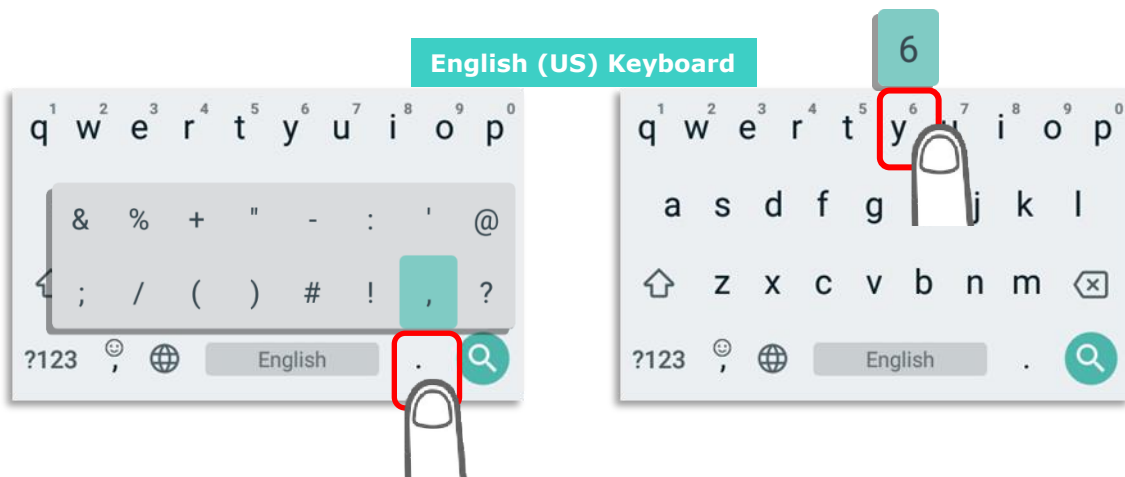 6
English (US) Keyboard
1 2 3 4 5 6 7 8 9 0
q w e r t y u i o p
& % + " - : ' @
; / ( ) # ! , ?
?123 , English .
1 2 3 4 5 6 7 8 9 0
q w e r t y u i o p
a s d f g j k l
z x c v b n m
?123 , English .